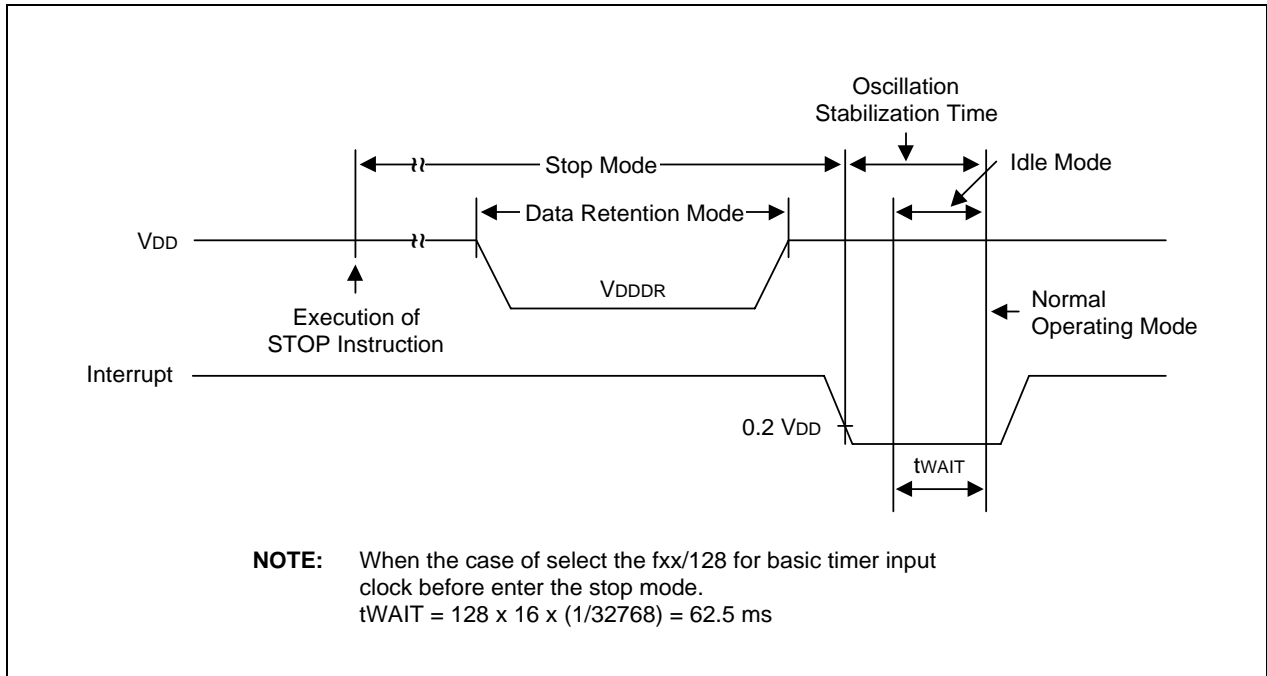 Oscillation
Stabilization Time
Stop Mode
Idle Mode
Data Retention Mode
VDD
VDDDR
Execution of
STOP Instruction
Normal
Operating Mode
Interrupt
0.2 VDD
tWAIT
NOTE: When the case of select the fxx/128 for basic timer input
clock before enter the stop mode.
tWAIT = 128 x 16 x (1/32768) = 62.5 ms